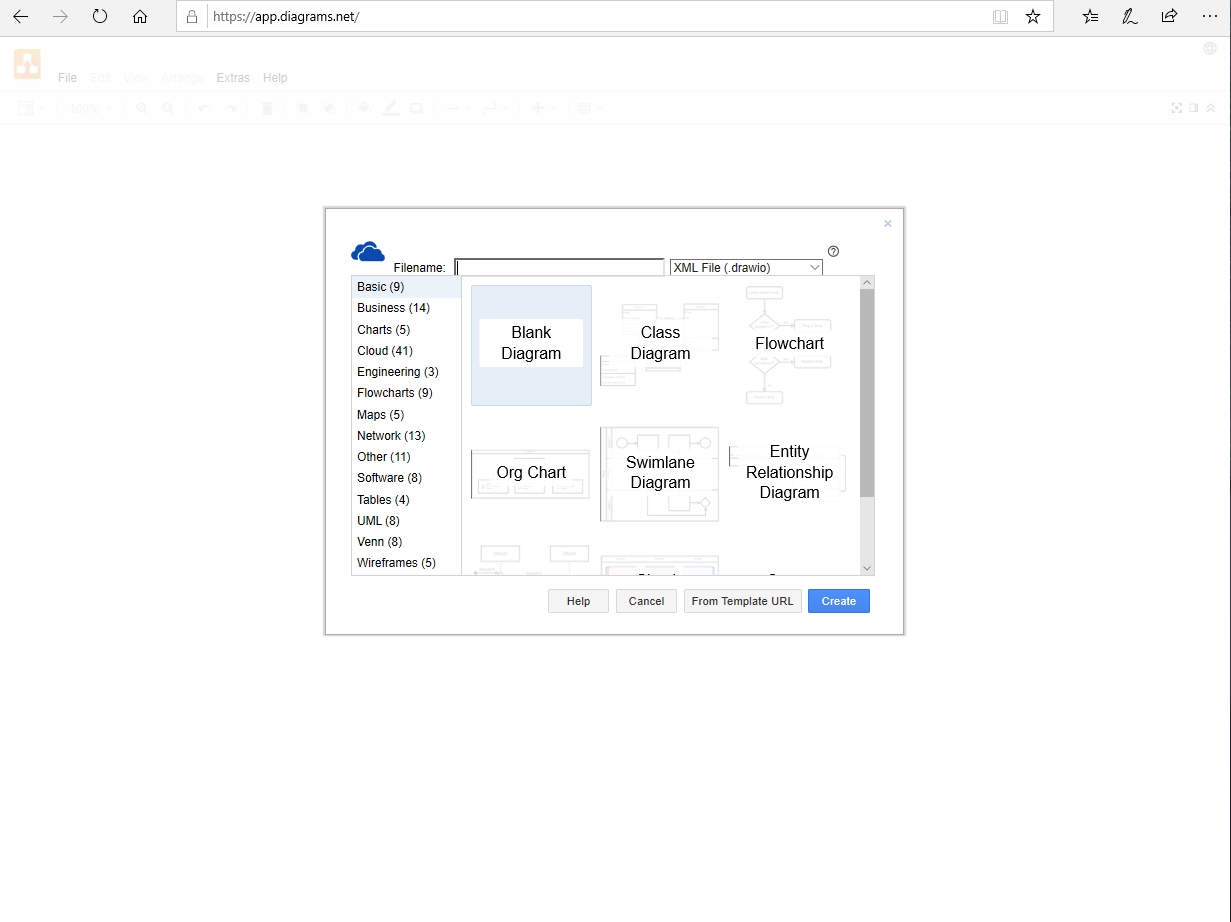 https://app.diagrams.net/
File Edit View Arrange Extras Help
100%
Filename:
XML File (.drawio)
Basic (9)
Business (14)
Charts (5)
Cloud (41)
Engineering (3)
Flowcharts (9)
Maps (5)
Network (13)
Other (11)
Software (8)
Tables (4)
UML (8)
Venn (8)
Wireframes (5)
Blank
Diagram
Class
Diagram
Flowchart
Org Chart
Swimlane
Diagram
Entity
Relationship
Diagram
Help
Cancel
From Template URL
Create